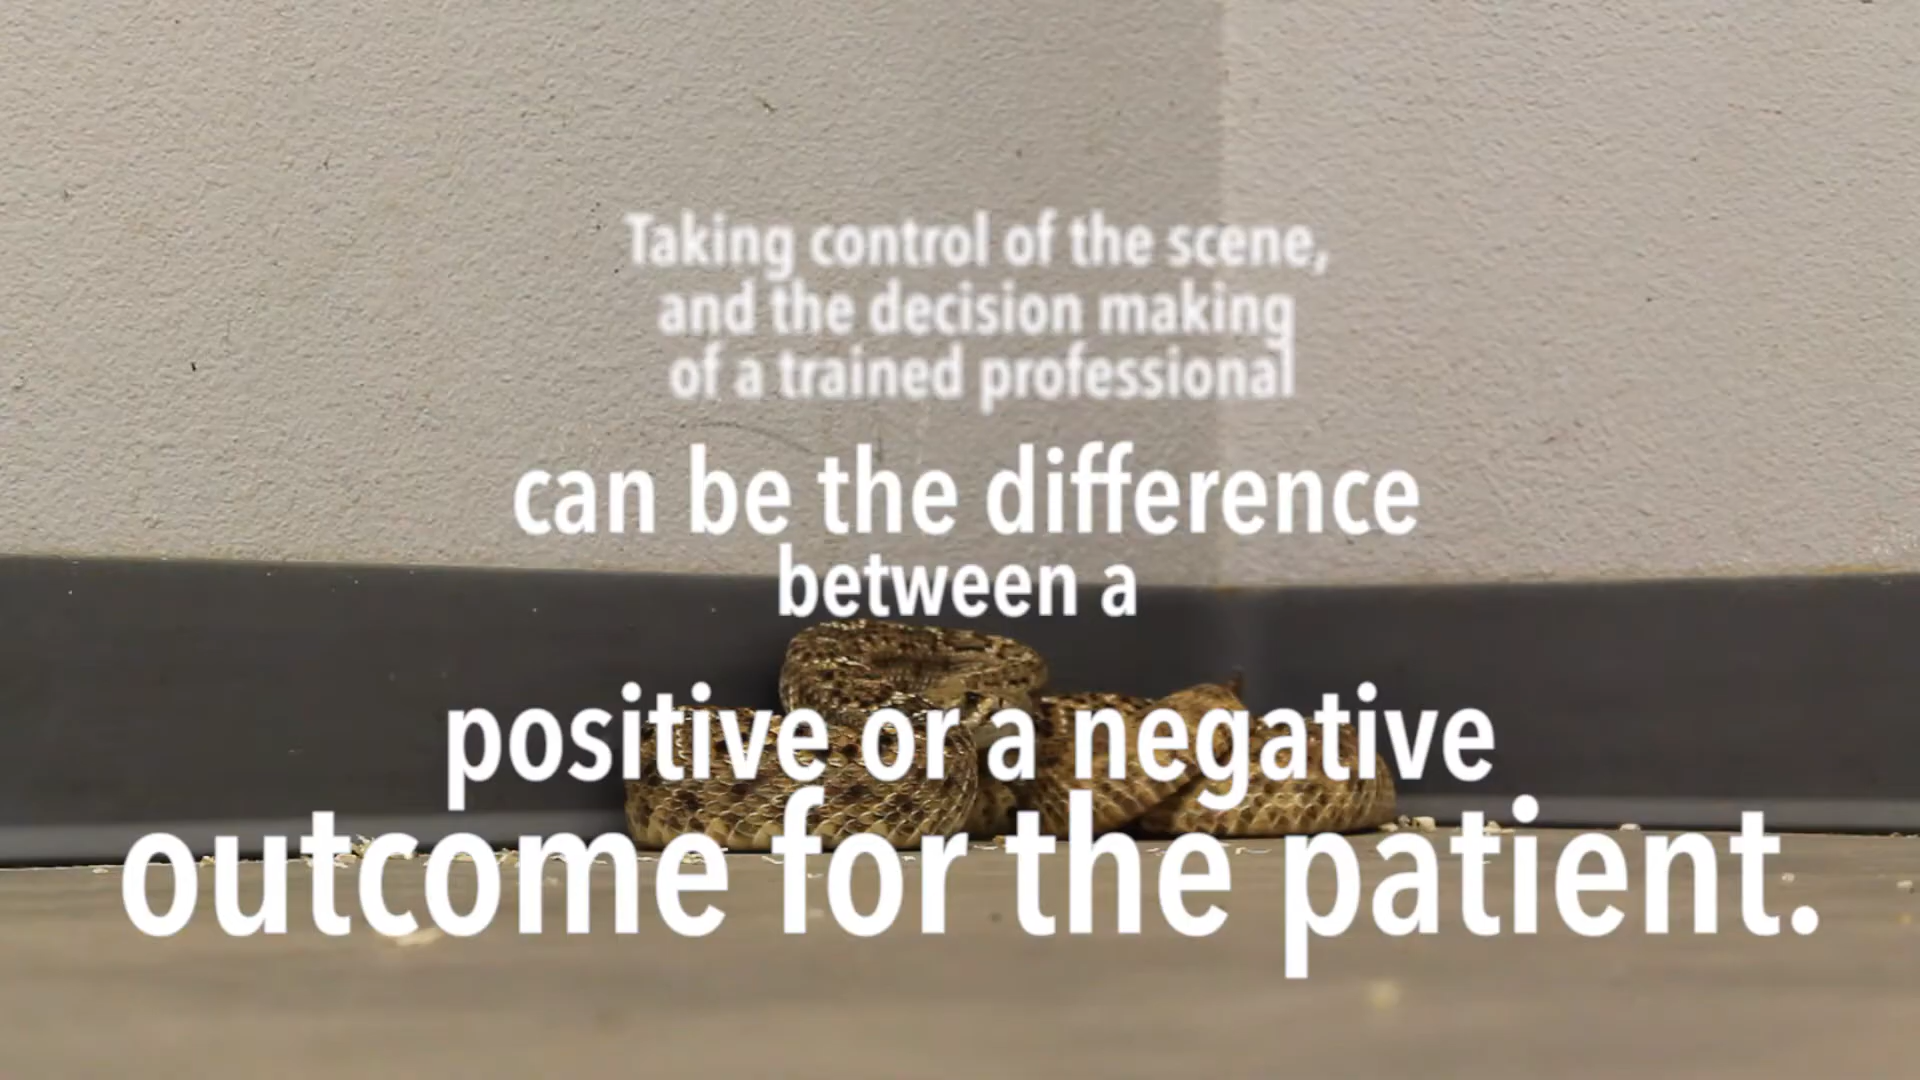 Taking control of the scene,
and the decision making
of a trained professional
can be the difference
between a
positive or a negative
outcome for the patient.